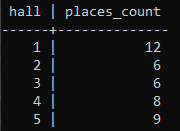 hall | places_count
------+--------------
1 | 12
2 | 6
3 | 6
4 | 8
5 | 9